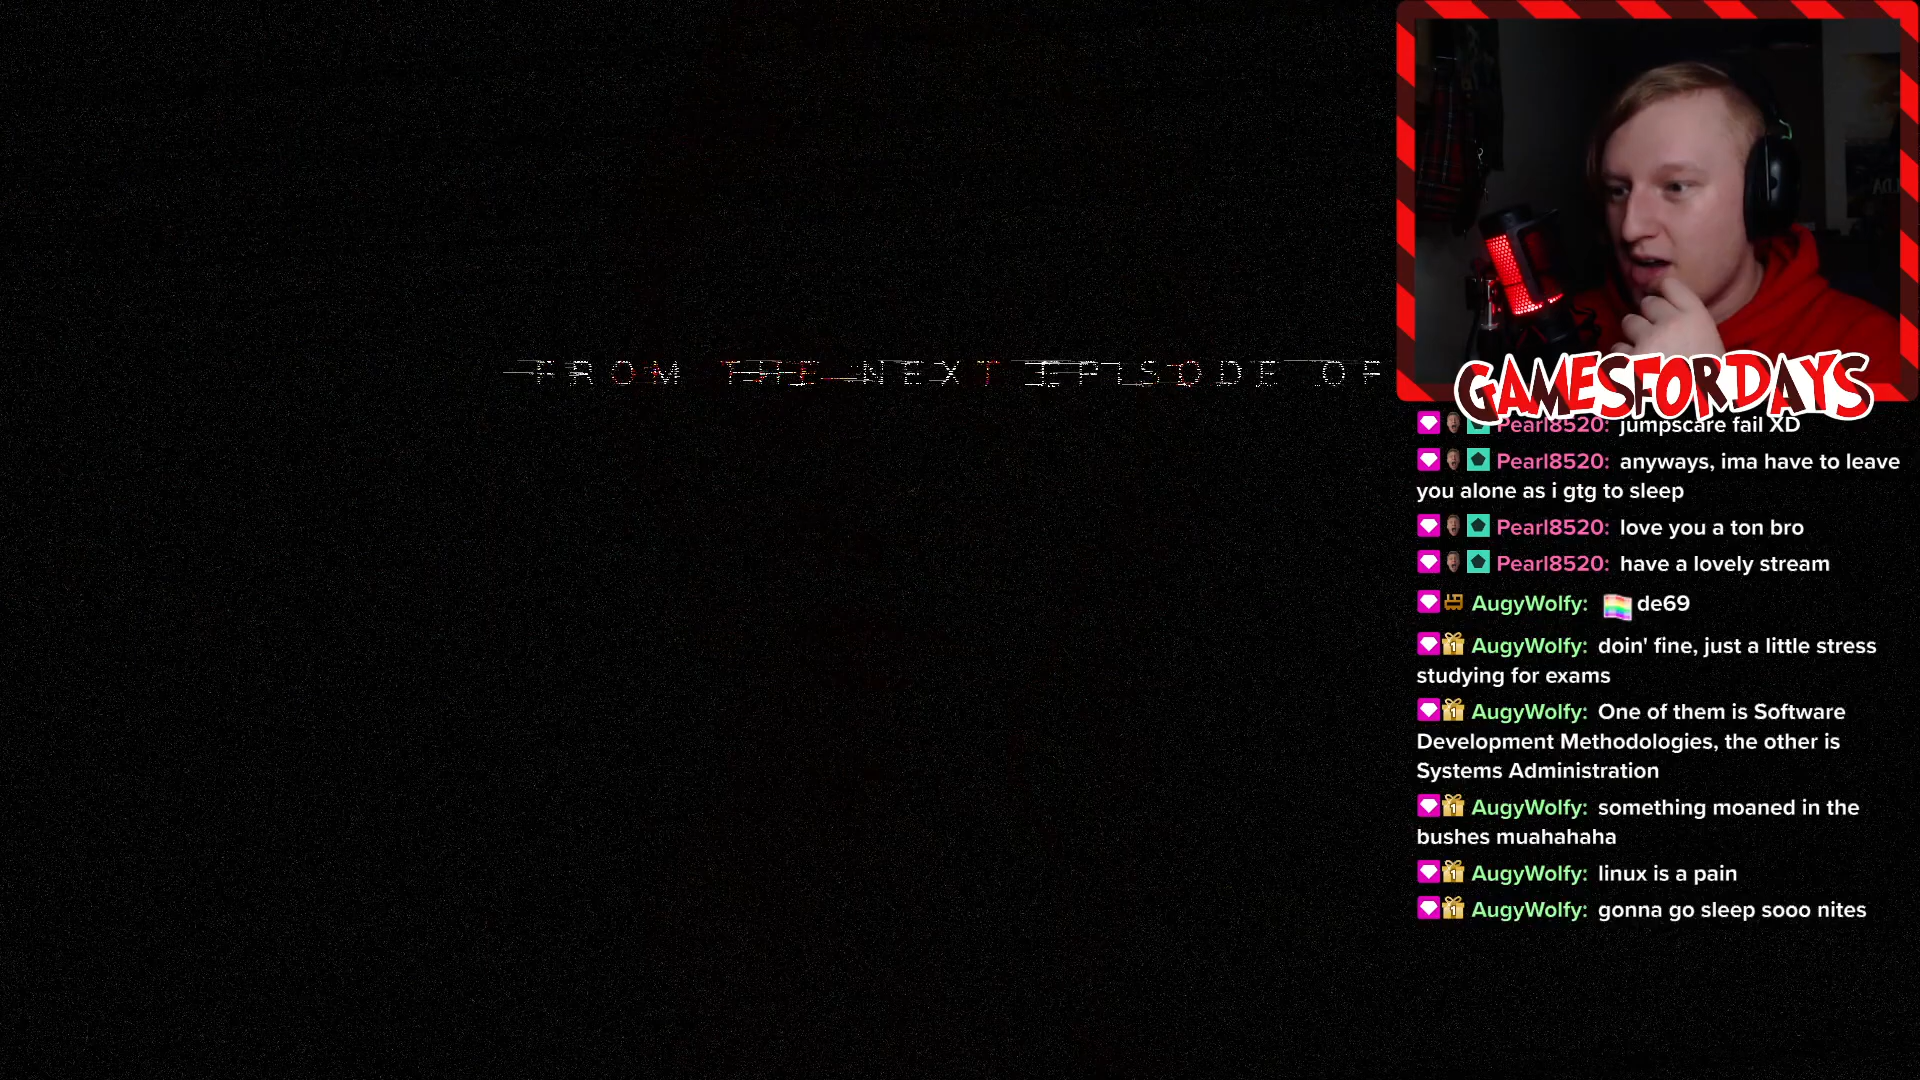 FROM THE NEXT EPISODE OF
GAMESFORDAYS
Pearl8520: jumpscare fail XD
Pearl8520: anyways, ima have to leave
you alone as i gtg to sleep
Pearl8520: love you a ton bro
Pearl8520: have a lovely stream
AugyWolfy: de69
AugyWolfy: doin' fine, just a little stress
studying for exams
AugyWolfy: One of them is Software
Development Methodologies, the other is
Systems Administration
AugyWolfy: something moaned in the
bushes muahahaha
AugyWolfy: linux is a pain
AugyWolfy: gonna go sleep sooo nites